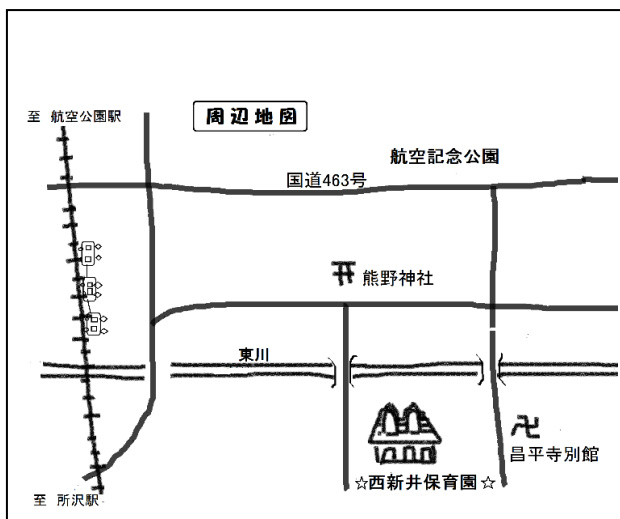 周辺地図
至 航空公園駅
航空記念公園
国道463号
熊野神社
東川
昌平寺別館
☆西新井保育園☆
至 所沢駅